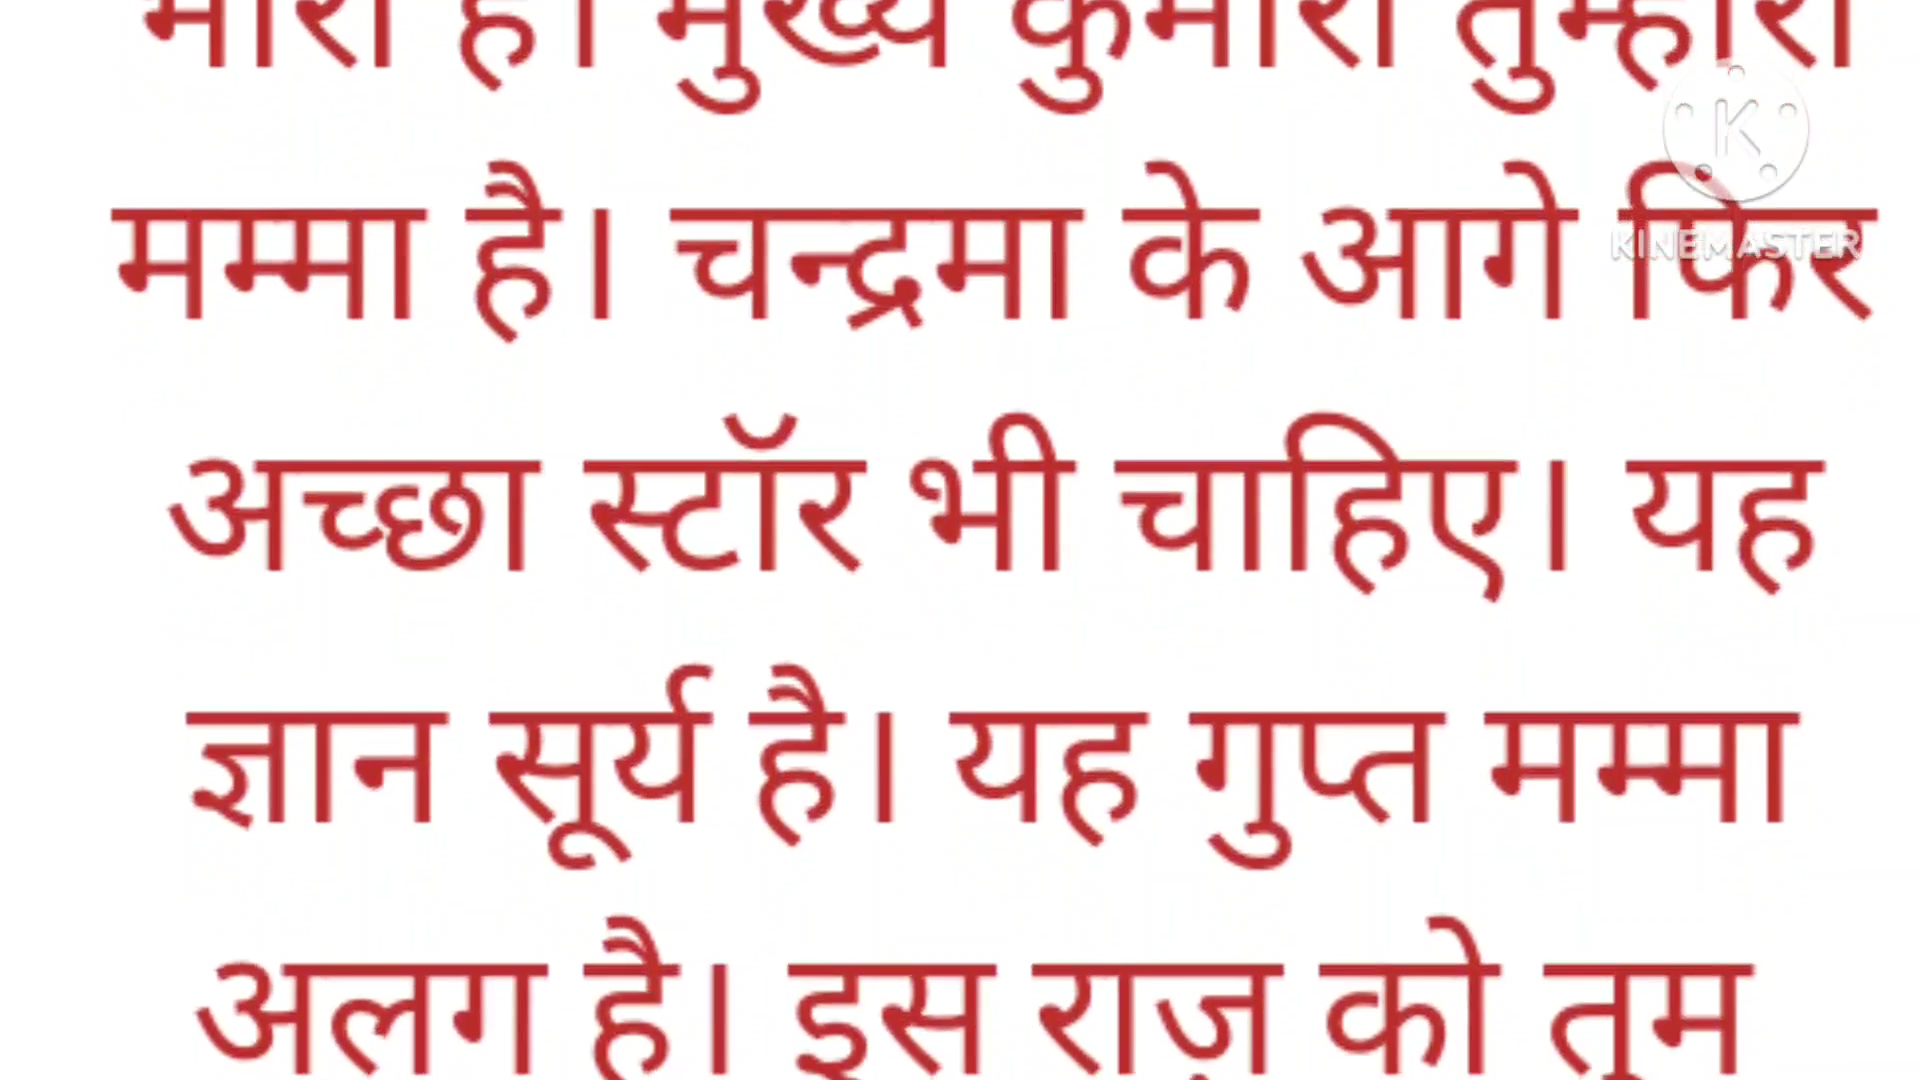 है। मुख्य कुमारी तुम्हारी
मम्मा है। चन्द्रमा के आगे फिर
अच्छा स्टॉर भी चाहिए। यह
ज्ञान सूर्य है। यह गुप्त मम्मा
अलग है। इस राज़ को तुम
KINEMASTER